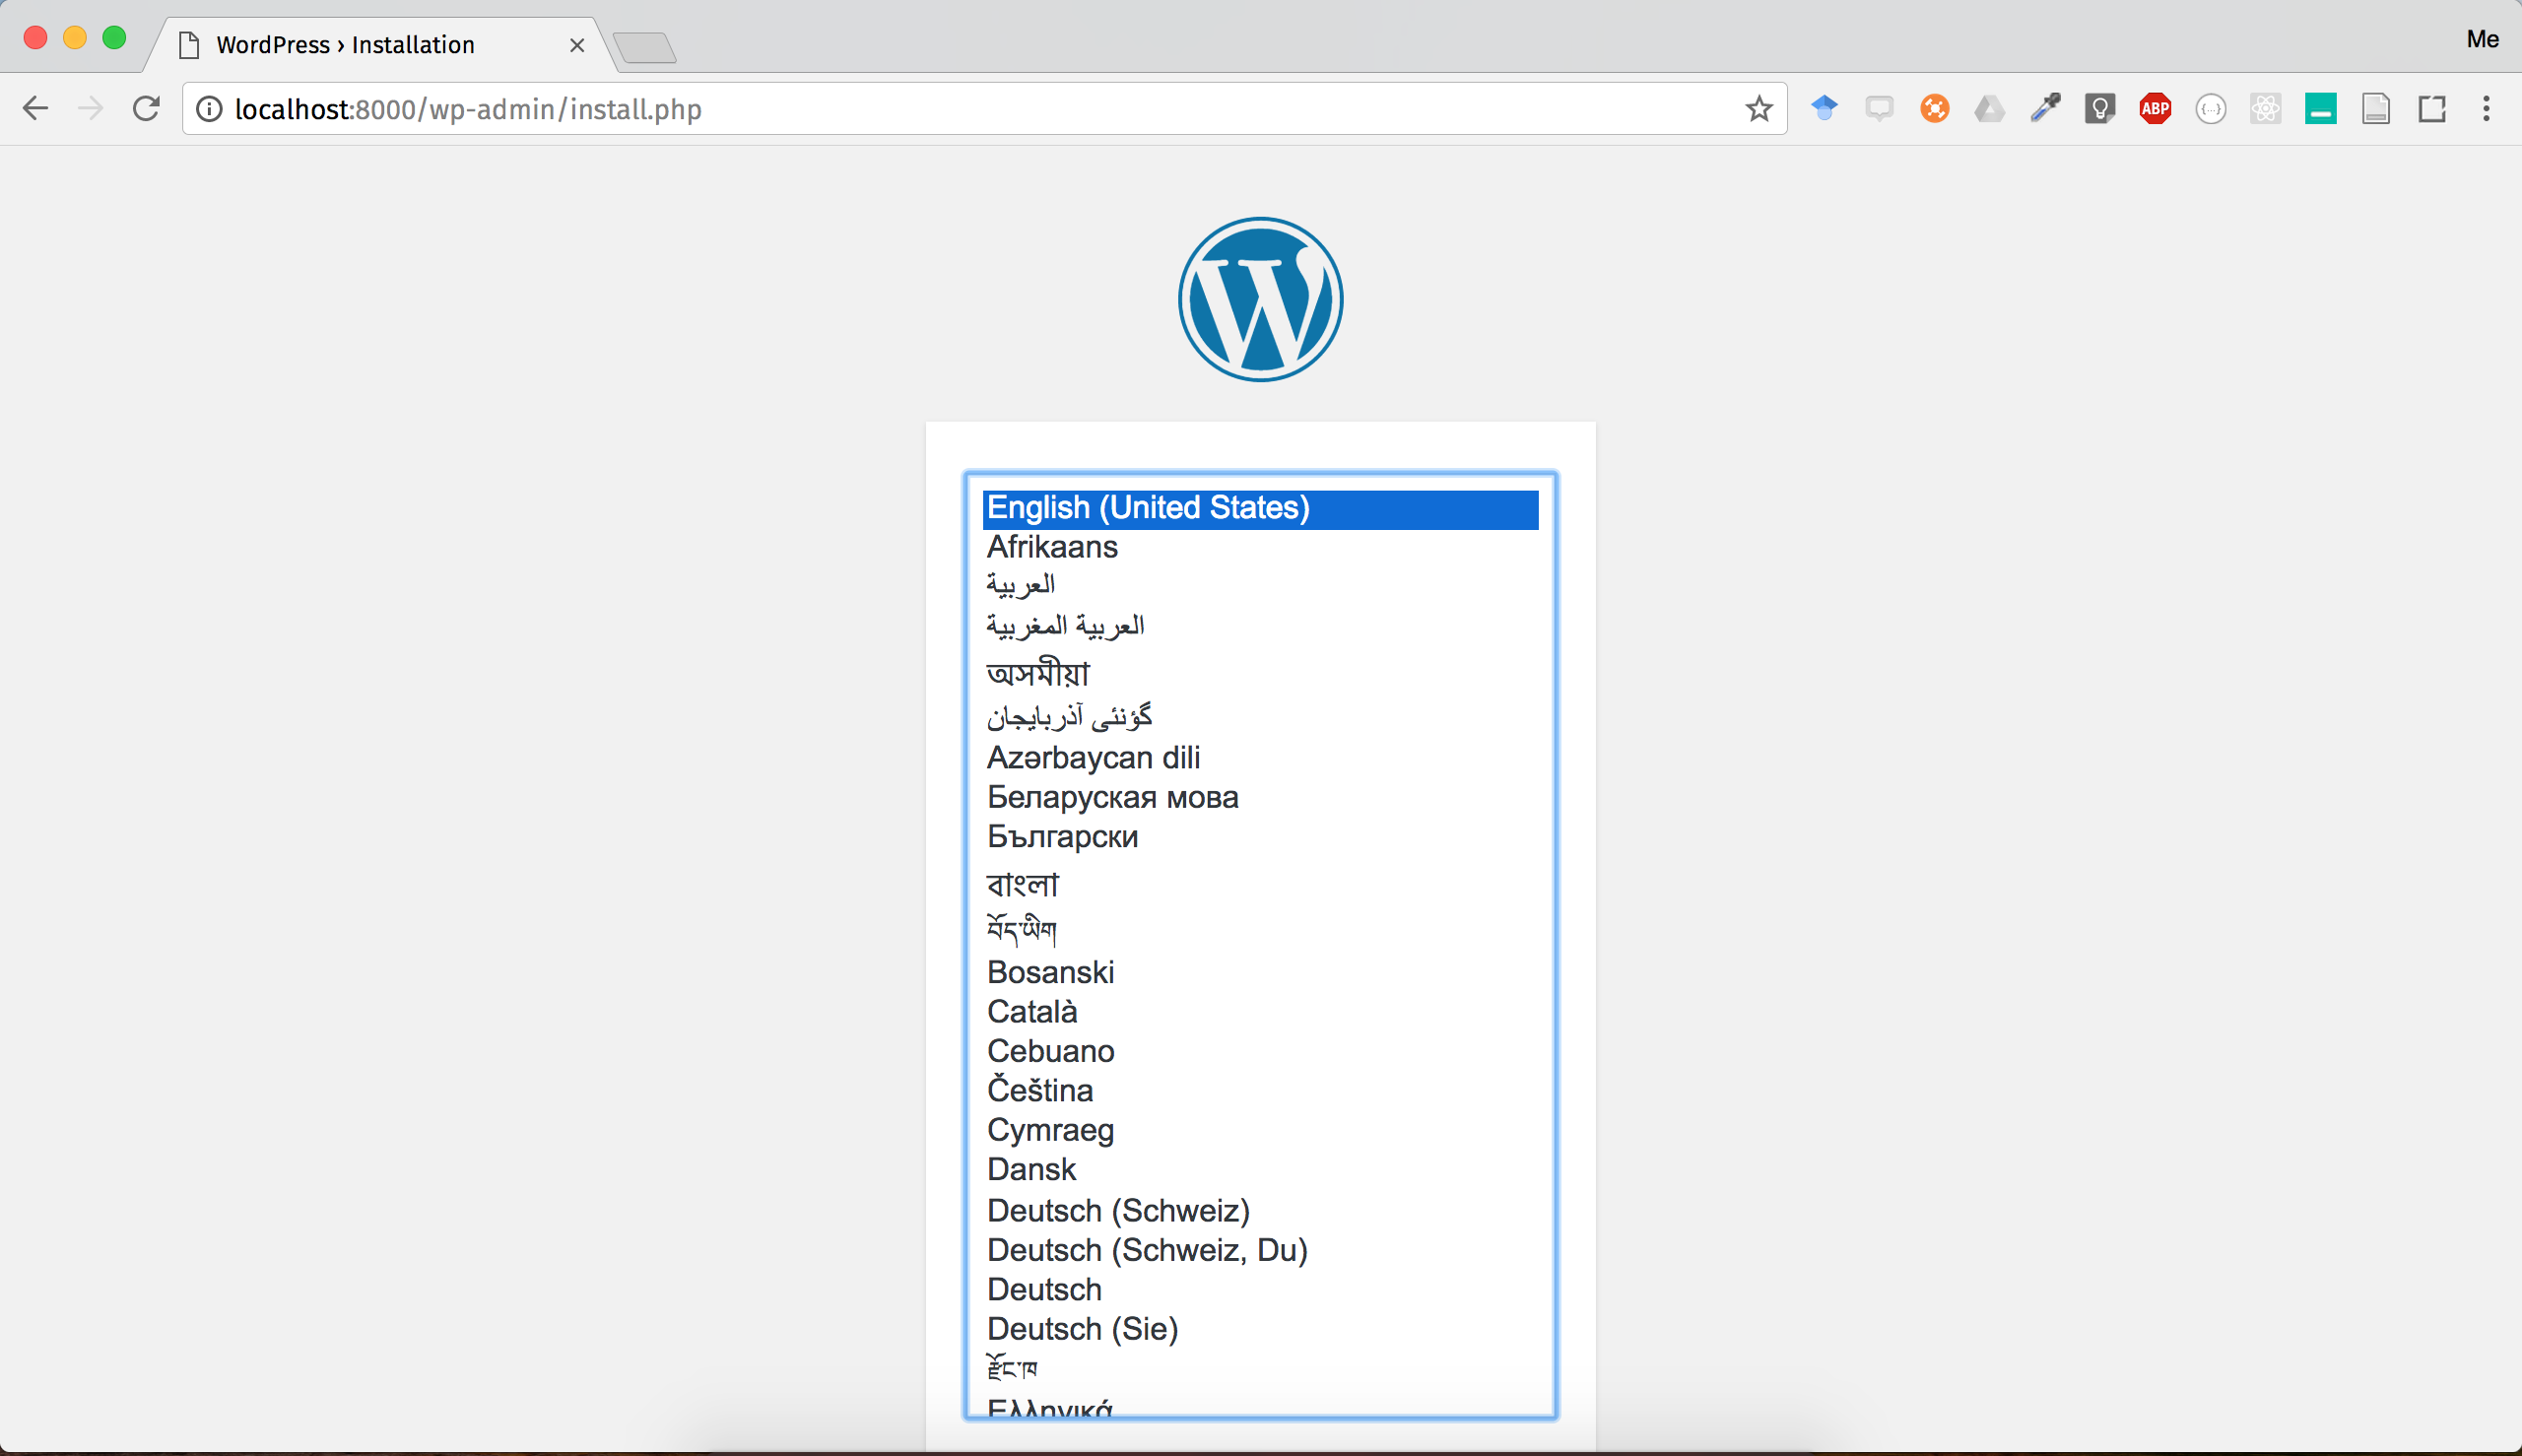 WordPress › Installation
Me
localhost:8000/wp-admin/install.php
ABP
English (United States)
Afrikaans
العربية
العربية المغربية
অসমীয়া
گؤنئی آذربایجان
Azərbaycan dili
Беларуская мова
Български
বাংলা
བོད་ཡིག
Bosanski
Català
Cebuano
Čeština
Cymraeg
Dansk
Deutsch (Schweiz)
Deutsch (Schweiz, Du)
Deutsch
Deutsch (Sie)
རྫོང་ཁ
Ελληνικά